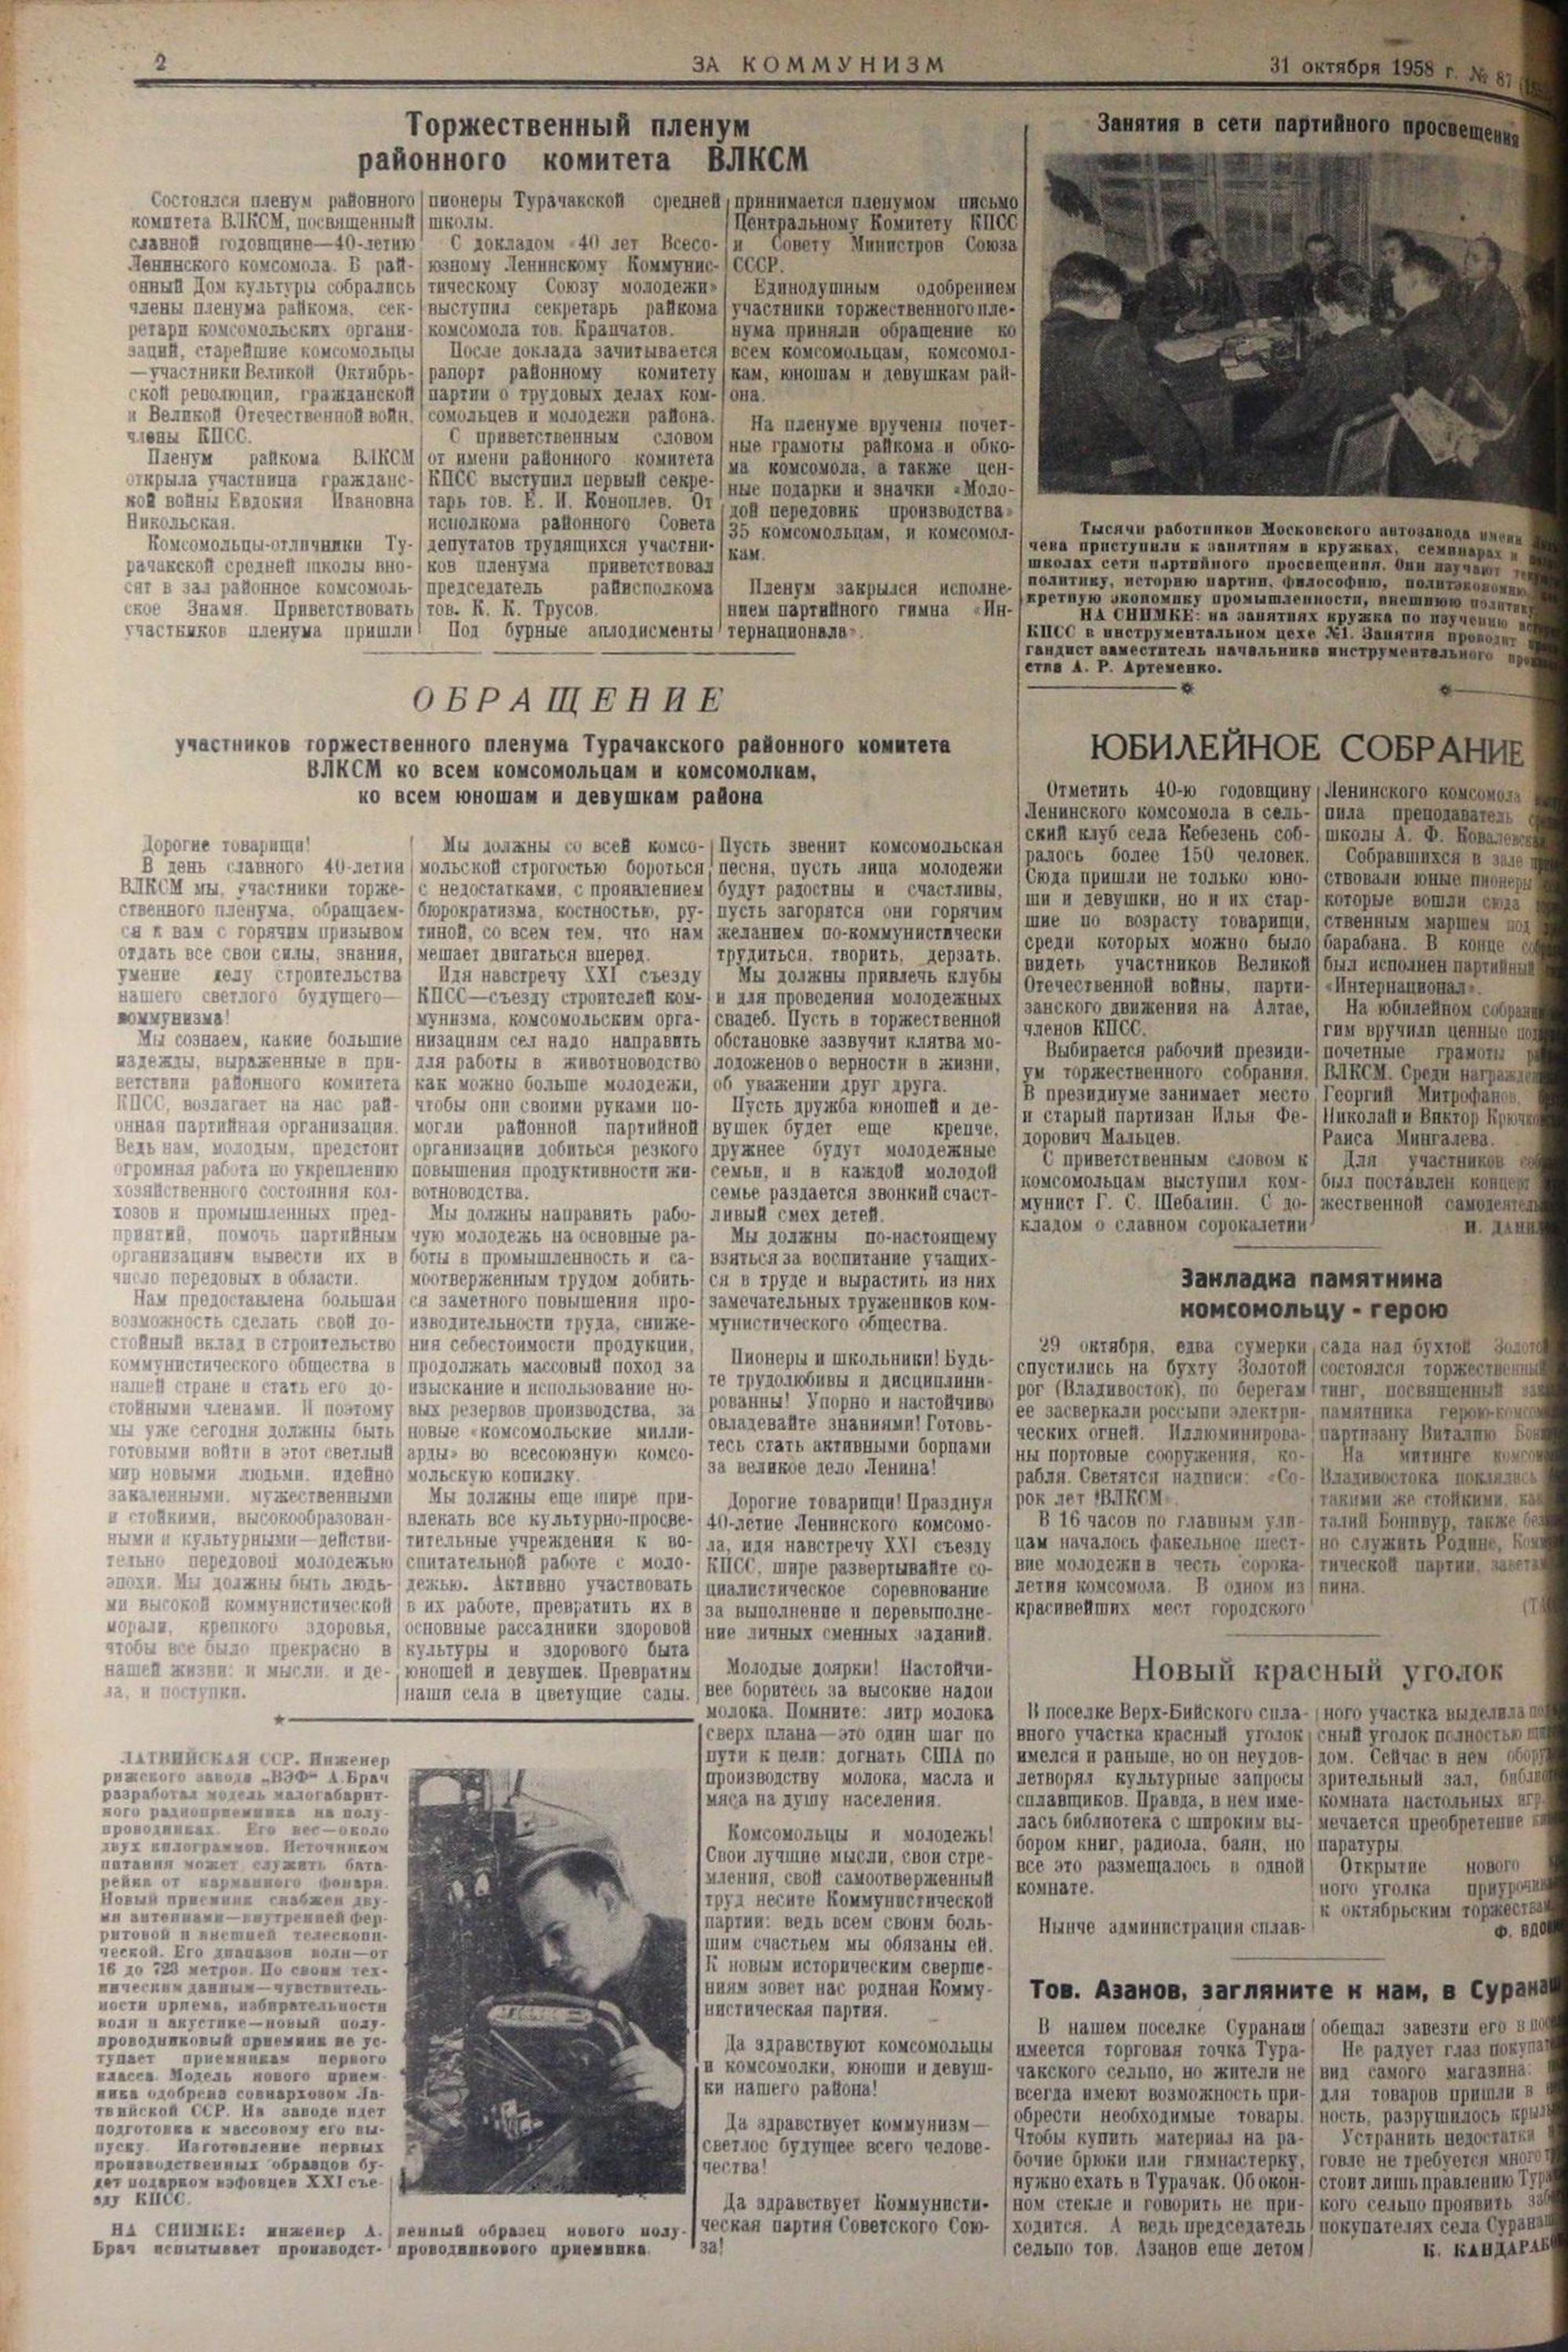 2
ЗА КОММУНИЗМ
31 октября 1958 г. № 87
Торжественный пленум
районного комитета ВЛКСМ
Состоялся пленум районного
комитета ВЛКСМ, посвященный
славной годовщине—40-летию
Ленинского комсомола. В рай-
онный Дом культуры собрались
члены пленума райкома, сек-
ретари комсомольских органи-
заций, старейшие комсомольцы
—участники Великой Октябрь-
ской революции, гражданской
и Великой Отечественной войн,
члены КПСС.
Пленум райкома ВЛКСМ
открыла участница гражданс-
кой войны Евдокия Ивановна
Никольская.
Комсомольцы-отличники Ту-
рачакской средней школы вно-
сят в зал районное комсомоль-
ское Знамя. Приветствовать
участников пленума пришли
пионеры Турачакской средней
школы.
С докладом «40 лет Всесо-
юзному Ленинскому Коммунис-
тическому Союзу молодежи»
выступил секретарь райкома
комсомола тов. Крапчатов.
После доклада зачитывается
рапорт районному комитету
партии о трудовых делах ком-
сомольцев и молодежи района.
С приветственным словом
от имени районного комитета
КПСС выступил первый секре-
тарь тов. Е. И. Коноплев. От
исполкома районного Совета
депутатов трудящихся участни-
ков пленума приветствовал
председатель райисполкома
тов. К. К. Трусов.
Под бурные аплодисменты
принимается пленумом письмо
Центральному Комитету КПСС
и Совету Министров Союза
СССР.
Единодушным одобрением
участники торжественного пле-
нума приняли обращение ко
всем комсомольцам, комсомол-
кам, юношам и девушкам рай-
она.
На пленуме вручены почет-
ные грамоты райкома и обко-
ма комсомола, а также цен-
ные подарки и значки «Моло-
дой передовик производства»
35 комсомольцам, и комсомол-
кам.
Пленум закрылся исполне-
нием партийного гимна «Ин-
тернационала».
ОБРАЩЕНИЕ
участников торжественного пленума Турачакского районного комитета
ВЛКСМ ко всем комсомольцам и комсомолкам,
ко всем юношам и девушкам района
Дорогие товарищи!
В день славного 40-летия
ВЛКСМ мы, участники торже-
ственного пленума, обращаем-
ся к вам с горячим призывом
отдать все свои силы, знания,
умение делу строительства
нашего светлого будущего—
коммунизма!
Мы сознаем, какие большие
надежды, выраженные в при-
ветствии районного комитета
КПСС, возлагает на нас рай-
онная партийная организация.
Ведь нам, молодым, предстоит
огромная работа по укреплению
хозяйственного состояния кол-
хозов и промышленных пред-
приятий, помочь партийным
организациям вывести их в
число передовых в области.
Нам предоставлена большая
возможность сделать свой до-
стойный вклад в строительство
коммунистического общества в
нашей стране и стать его до-
стойными членами. И поэтому
мы уже сегодня должны быть
готовыми войти в этот светлый
мир новыми людьми, идейно
закаленными, мужественными
и стойкими, высокообразован-
ными и культурными—действи-
тельно передовой молодежью
эпохи. Мы должны быть людь-
ми высокой коммунистической
морали, крепкого здоровья,
чтобы все было прекрасно в
нашей жизни: и мысли, и де-
ла, и поступки.
Мы должны со всей комсо-
мольской строгостью бороться
с недостатками, с проявлением
бюрократизма, костностью, ру-
тиной, со всем тем, что нам
мешает двигаться вперед.
Идя навстречу XXI съезду
КПСС—съезду строителей ком-
мунизма, комсомольским орга-
низациям сел надо направить
для работы в животноводство
как можно больше молодежи,
чтобы они своими руками по-
могли районной партийной
организации добиться резкого
повышения продуктивности жи-
вотноводства.
Мы должны направить рабо-
чую молодежь на основные ра-
боты в промышленность и са-
моотверженным трудом добить-
ся заметного повышения про-
изводительности труда, сниже-
ния себестоимости продукции,
продолжать массовый поход за
изыскание и использование но-
вых резервов производства, за
новые «комсомольские милли-
арды» во всесоюзную комсо-
мольскую копилку.
Мы должны еще шире при-
влекать все культурно-просве-
тительные учреждения к во-
спитательной работе с моло-
дежью. Активно участвовать
в их работе, превратить их в
основные рассадники здоровой
культуры и здорового быта
юношей и девушек. Превратим
наши села в цветущие сады.
Пусть звенит комсомольская
песня, пусть лица молодежи
будут радостны и счастливы,
пусть загорятся они горячим
желанием по-коммунистически
трудиться, творить, дерзать.
Мы должны привлечь клубы
и для проведения молодежных
свадеб. Пусть в торжественной
обстановке зазвучит клятва мо-
лодоженов о верности в жизни,
об уважении друг друга.
Пусть дружба юношей и де-
вушек будет еще крепче,
дружнее будут молодежные
семьи, и в каждой молодой
семье раздается звонкий счаст-
ливый смех детей.
Мы должны по-настоящему
взяться за воспитание учащих-
ся в труде и вырастить из них
замечательных тружеников ком-
мунистического общества.
Пионеры и школьники! Будь-
те трудолюбивы и дисциплини-
рованны! Упорно и настойчиво
овладевайте знаниями! Готовь-
тесь стать активными борцами
за великое дело Ленина!
Дорогие товарищи! Празднуя
40-летие Ленинского комсомо-
ла, идя навстречу XXI съезду
КПСС, шире развертывайте со-
циалистическое соревнование
за выполнение и перевыполне-
ние личных сменных заданий.
Молодые доярки! Настойчи-
вее боритесь за высокие надои
молока. Помните: литр молока
сверх плана—это один шаг по
пути к цели: догнать США по
производству молока, масла и
мяса на душу населения.
Комсомольцы и молодежь!
Свои лучшие мысли, свои стре-
мления, свой самоотверженный
труд несите Коммунистической
партии: ведь всем своим боль-
шим счастьем мы обязаны ей.
К новым историческим сверше-
ниям зовет нас родная Комму-
нистическая партия.
Да здравствуют комсомольцы
и комсомолки, юноши и девуш-
ки нашего района!
Да здравствует коммунизм—
светлое будущее всего челове-
чества!
Да здравствует Коммунисти-
ческая партия Советского Сою-
за!
ЛАТВИЙСКАЯ ССР. Инженер
рижского завода „ВЭФ“ А. Брач
разработал модель малогабарит-
ного радиоприемника на полу-
проводниках. Его вес—около
двух килограммов. Источником
питания может служить бата-
рейка от карманного фонаря.
Новый приемник снабжен дву-
мя антеннами—внутренней фер-
ритовой и внешней телескопи-
ческой. Его диапазон волн—от
16 до 723 метров. По своим тех-
ническим данным—чувствитель-
ности приема, избирательности
волн и акустике—новый полу-
проводниковый приемник не ус-
тупает приемникам первого
класса. Модель нового прием-
ника одобрена совнархозом Ла-
твийской ССР. На заводе идет
подготовка к массовому его вы-
пуску. Изготовление первых
производственных образцов бу-
дет подарком вэфовцев XXI съе-
зду КПСС.
НА СНИМКЕ: инженер А.
Брач испытывает производст-
венный образец нового полу-
проводникового приемника.
Занятия в сети партийного просвещения
Тысячи работников Московского автозавода имени
чева приступили к занятиям в кружках, семинарах и
школах сети партийного просвещения. Они изучают
политику, историю партии, философию, политэкономию,
кретную экономику промышленности, внешнюю политику
НА СНИМКЕ: на занятиях кружка по изучению
КПСС в инструментальном цехе №1. Занятия проводит
гандист заместитель начальника инструментального
ства А. Р. Артеменко.
ЮБИЛЕЙНОЕ СОБРАНИЕ
Отметить 40-ю годовщину
Ленинского комсомола в сель-
ский клуб села Кебезень соб-
ралось более 150 человек.
Сюда пришли не только юно-
ши и девушки, но и их стар-
шие по возрасту товарищи,
среди которых можно было
видеть участников Великой
Отечественной войны, парти-
занского движения на Алтае,
членов КПСС.
Выбирается рабочий президи-
ум торжественного собрания.
В президиуме занимает место
и старый партизан Илья Фе-
дорович Мальцев.
С приветственным словом к
комсомольцам выступил ком-
мунист Г. С. Шебалин. С до-
кладом о славном сорокалетии
Ленинского комсомола
пила преподаватель
школы А. Ф. Ковалевск
Собравшихся в зале
ствовали юные пионеры
которые вошли сюда
ственным маршем под
барабана. В конце
был исполнен партийный
«Интернационал».
На юбилейном собрании
гим вручили ценные
почетные грамоты
ВЛКСМ. Среди награжден
Георгий Митрофанов,
Николай и Виктор Крючко
Раиса Мингалева.
Для участников
был поставлен концерт
жественной самодеятель
Закладка памятника
комсомольцу - герою
29 октября, едва сумерки
спустились на бухту Золотой
рог (Владивосток), по берегам
ее засверкали россыпи электри-
ческих огней. Иллюминирова-
ны портовые сооружения, ко-
рабля. Светятся надписи: «Со-
рок лет ВЛКСМ».
В 16 часов по главным ули-
цам началось факельное шест-
вие молодежи в честь сорока-
летия комсомола. В одном из
красивейших мест городского
сада над бухтой Золото
состоялся торжественный
тинг, посвященный
памятника герою-комсом
партизану Виталию
На митинге
Владивостока поклялись
такими же стойкими, как
талий Бонивур, также
но служить Родине,
тической партии,
нина.
Новый красный уголок
В поселке Верх-Бийского спла-
вного участка красный уголок
имелся и раньше, но он неудов-
летворял культурные запросы
сплавщиков. Правда, в нем име-
лась библиотека с широким вы-
бором книг, радиола, баян, но
все это размещалось в одной
комнате.
Нынче администрация сплав-
ного участка выделила
сный уголок полностью
дом. Сейчас в нем
зрительный зал,
комната настольных игр.
мечается преобретение
паратуры.
Открытие нового
ного уголка
к октябрьским торжествам
Тов. Азанов, загляните к нам, в Суранаш
В нашем поселке Суранаш
имеется торговая точка Тура-
чакского сельпо, но жители не
всегда имеют возможность при-
обрести необходимые товары.
Чтобы купить материал на ра-
бочие брюки или гимнастерку,
нужно ехать в Турачак. Об окон-
ном стекле и говорить не при-
ходится. А ведь председатель
сельпо тов. Азанов еще летом
обещал завезти его в
Не радует глаз
вид самого магазина:
для товаров пришли в
ность, разрушилось
Устранить недостатки
говле не требуется много
стоит лишь правлению
кого сельпо проявить
покупателях села Суранаш